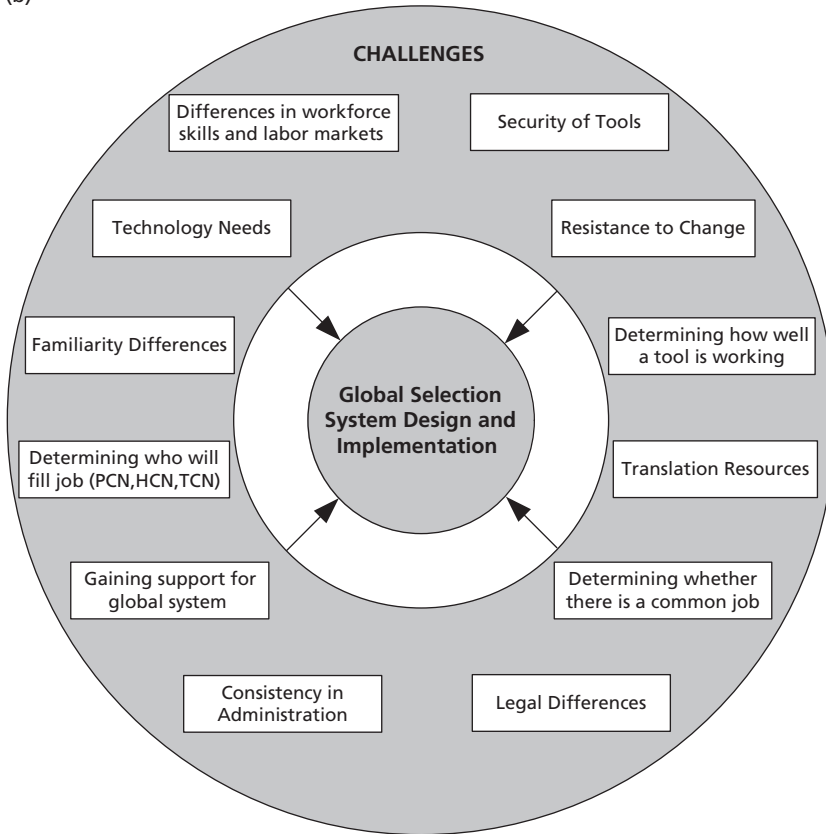 (b)
CHALLENGES
Differences in workforce
skills and labor markets
Security of Tools
Technology Needs
Resistance to Change
Familiarity Differences
Determining how well
a tool is working
Global Selection
System Design and
Implementation
Determining who will
fill job (PCN,HCN,TCN)
Translation Resources
Gaining support for
global system
Determining whether
there is a common job
Consistency in
Administration
Legal Differences